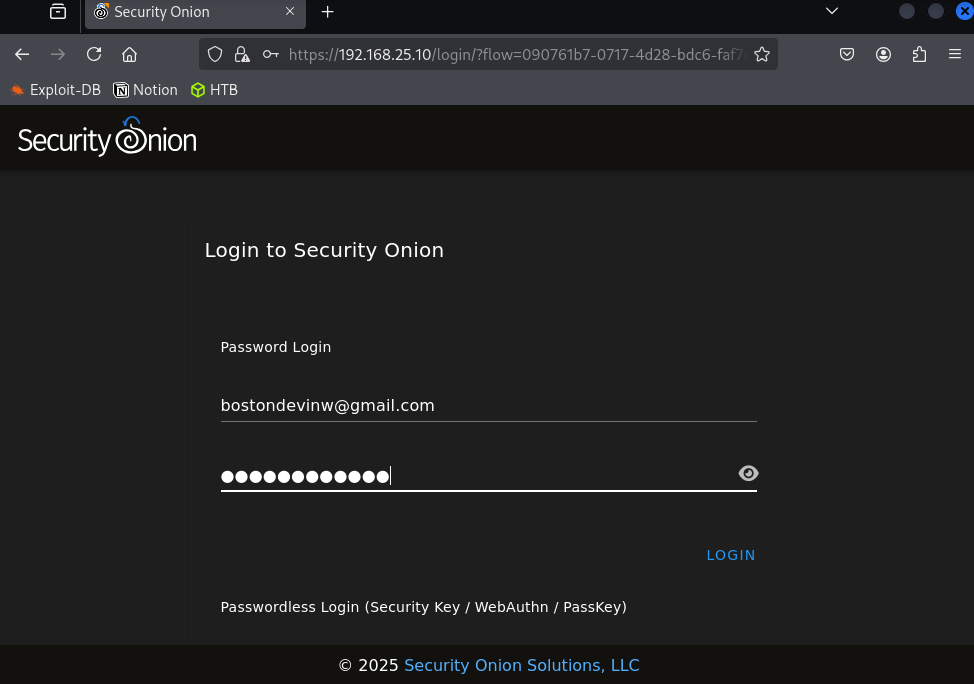 Security Onion
https://192.168.25.10/login/?flow=090761b7-0717-4d28-bdc6-faf7
Exploit-DB Notion HTB
Security Onion
Login to Security Onion
Password Login
bostondevinw@gmail.com
●●●●●●●●●●●●
LOGIN
Passwordless Login (Security Key / WebAuthn / PassKey)
© 2025 Security Onion Solutions, LLC